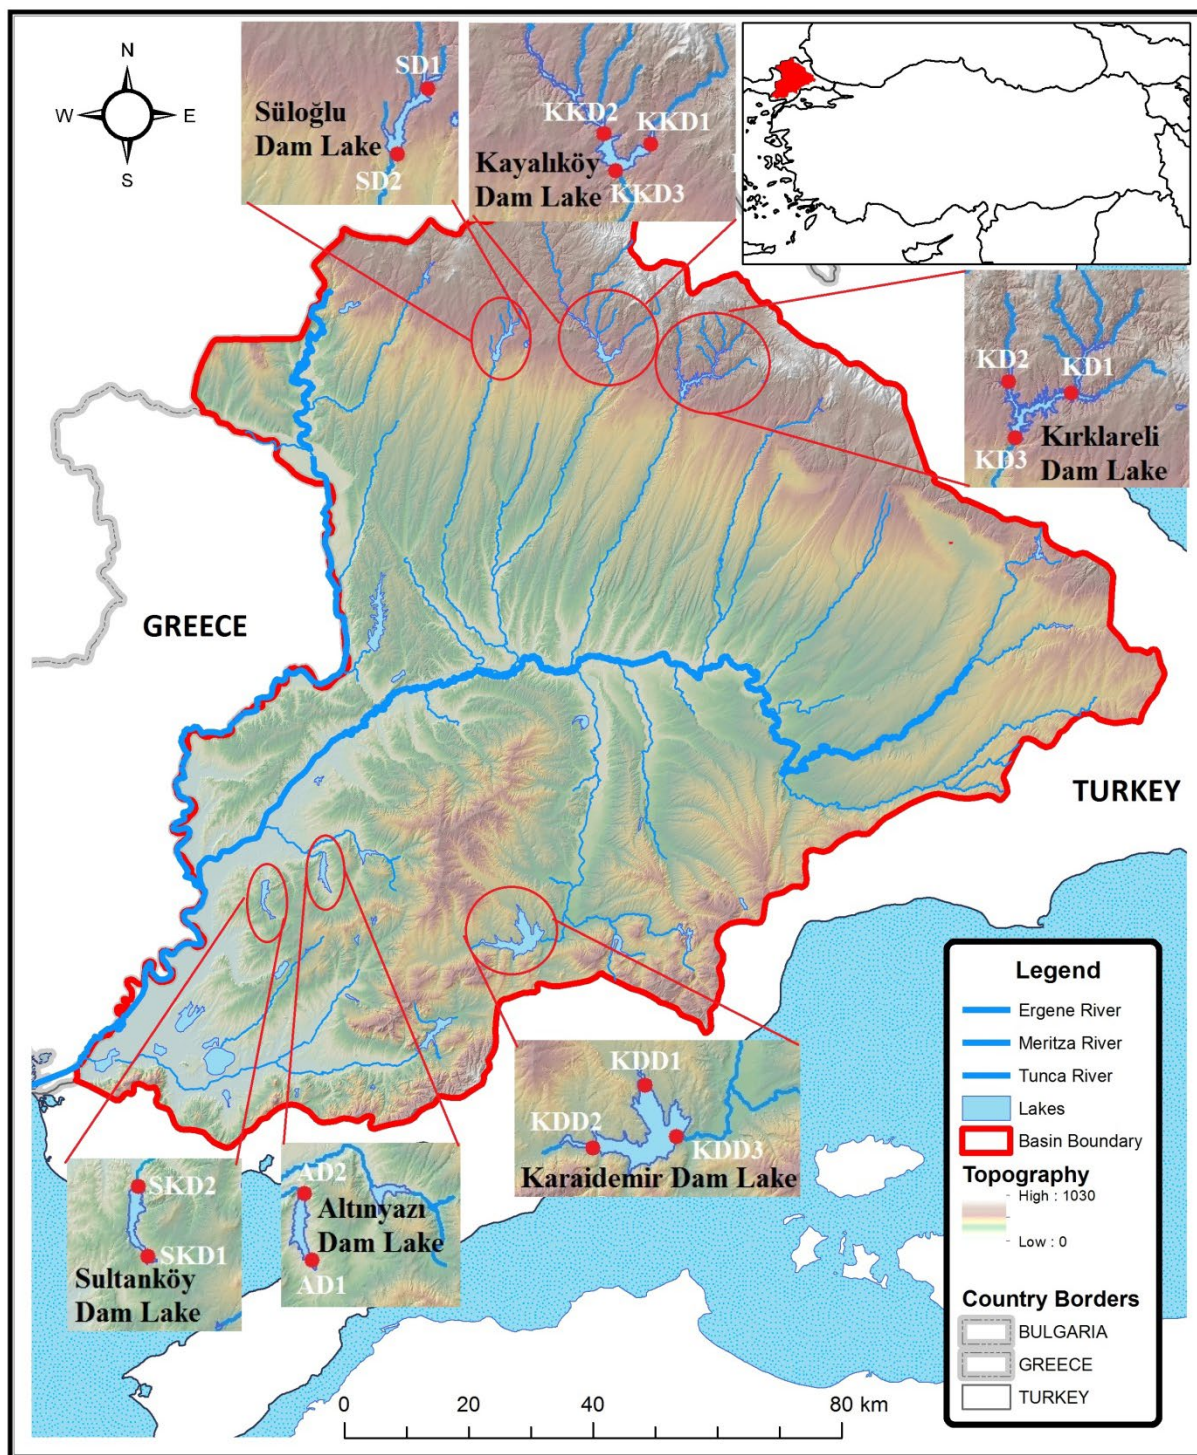 N
W
E
S
SD1
Süloğlu
Dam Lake
SD2
KKD2
KKD1
Kayalıköy
Dam Lake
KKD3
KD2
KD1
Kırklareli
KD3
Dam Lake
GREECE
TURKEY
KDD1
KDD2
KDD3
Karaidemir Dam Lake
SKD2
SKD1
Sultanköy
Dam Lake
AD2
Altınyazı
Dam Lake
AD1
Legend
Ergene River
Meritza River
Tunca River
Lakes
Basin Boundary
Topography
High : 1030
Low : 0
Country Borders
BULGARIA
GREECE
TURKEY
0 20 40 80 km